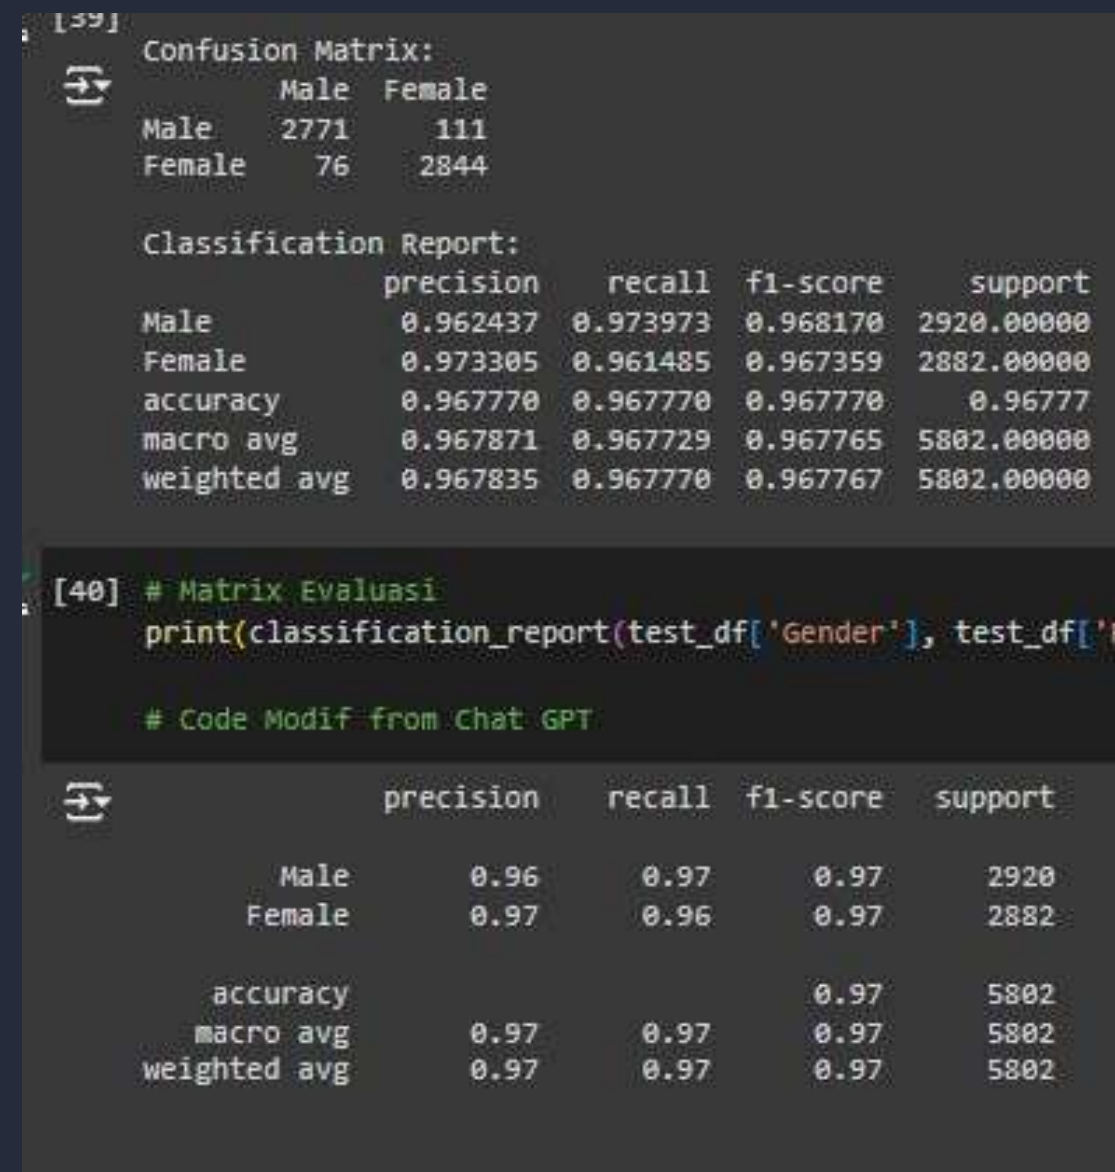 [39]
Confusion Matrix:
Male Female
Male 2771 111
Female 76 2844
Classification Report:
precision recall f1-score support
Male 0.962437 0.973973 0.968170 2920.00000
Female 0.973305 0.961485 0.967359 2882.00000
accuracy 0.967770 0.967770 0.967770 0.96777
macro avg 0.967871 0.967729 0.967765 5802.00000
weighted avg 0.967835 0.967770 0.967767 5802.00000
[40] # Matrix Evaluasi
print(classification_report(test_df['Gender'], test_df['
# Code Modif from Chat GPT
precision recall f1-score support
Male 0.96 0.97 0.97 2920
Female 0.97 0.96 0.97 2882
accuracy 0.97 5802
macro avg 0.97 0.97 0.97 5802
weighted avg 0.97 0.97 0.97 5802